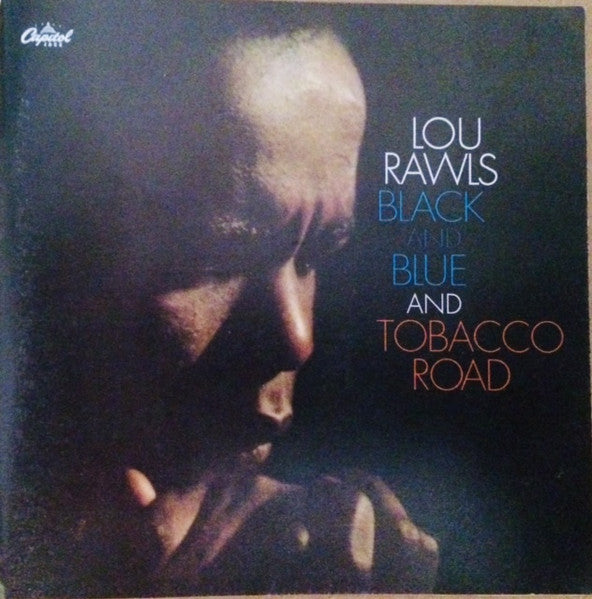 Capitol
LOU
RAWLS
BLACK
AND
BLUE
AND
TOBACCO
ROAD